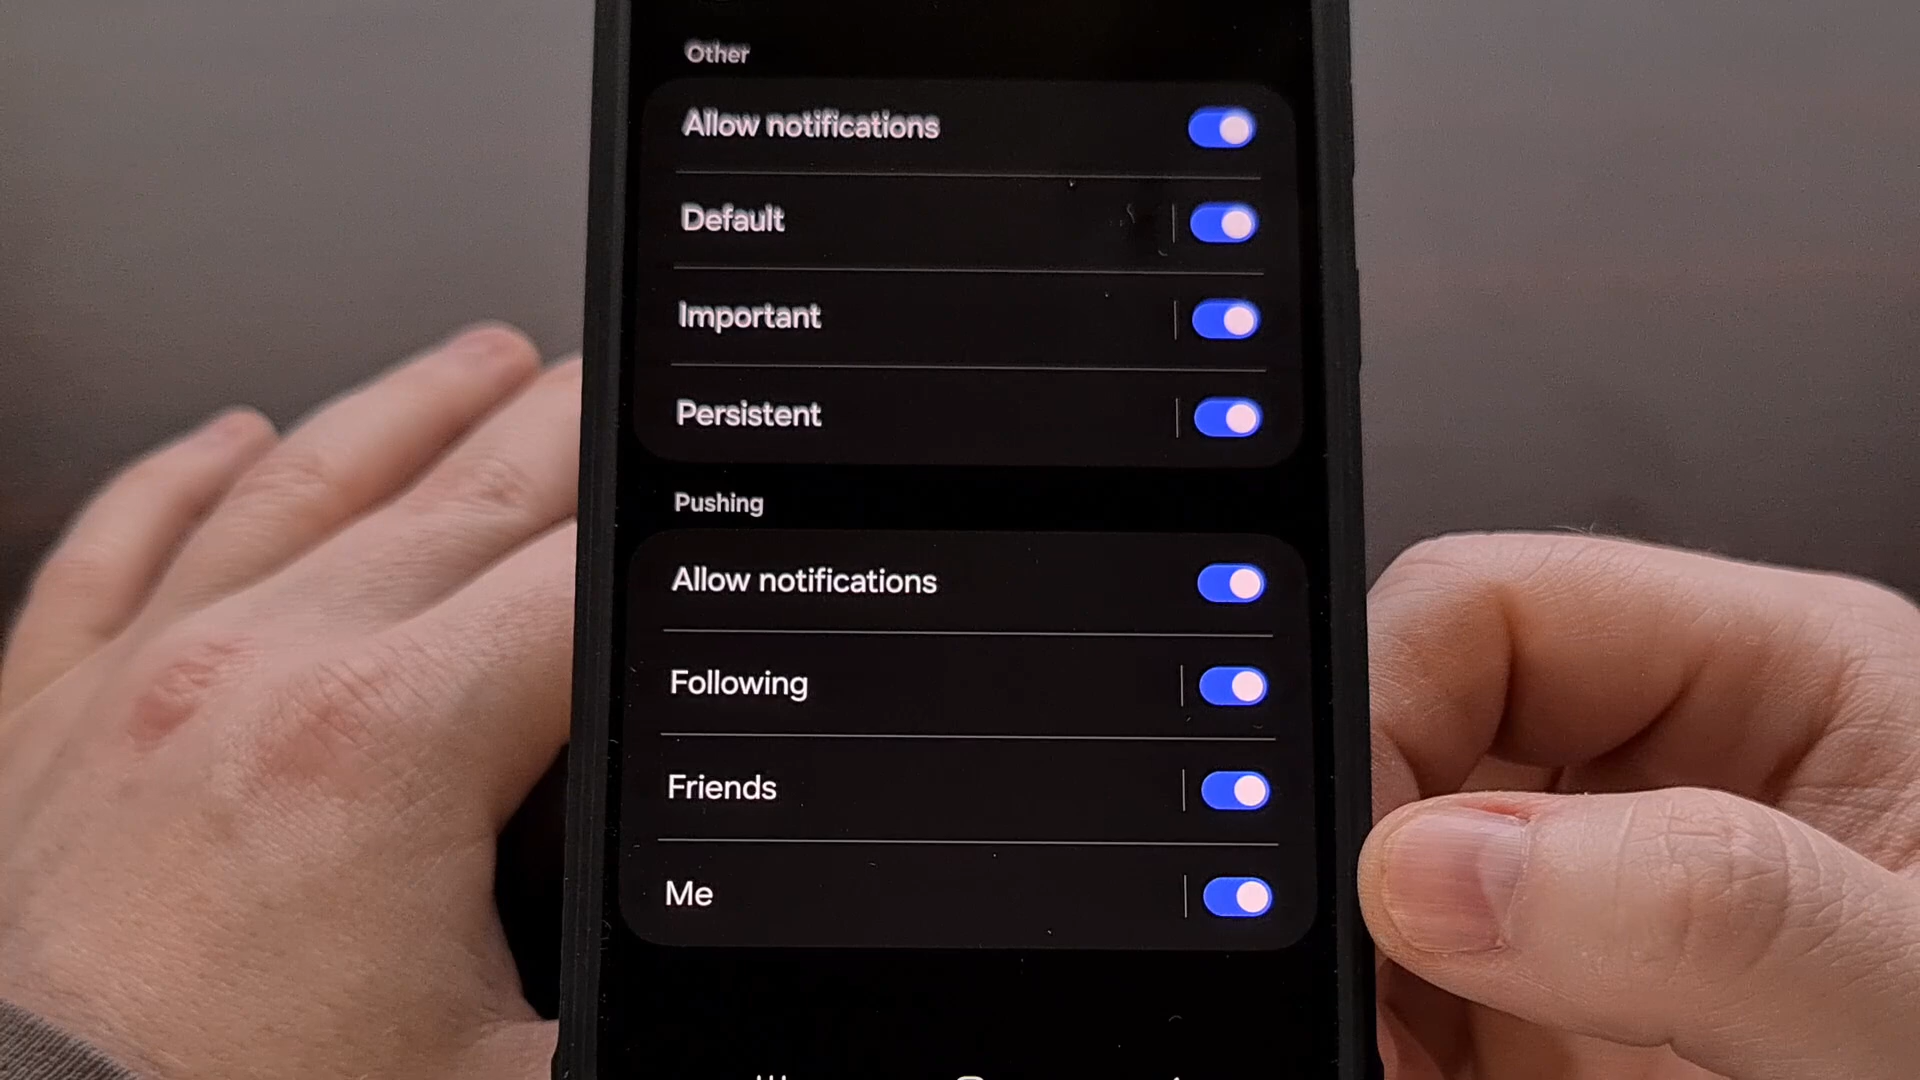 Other
Allow notifications
Default
Important
Persistent
Pushing
Allow notifications
Following
Friends
Me